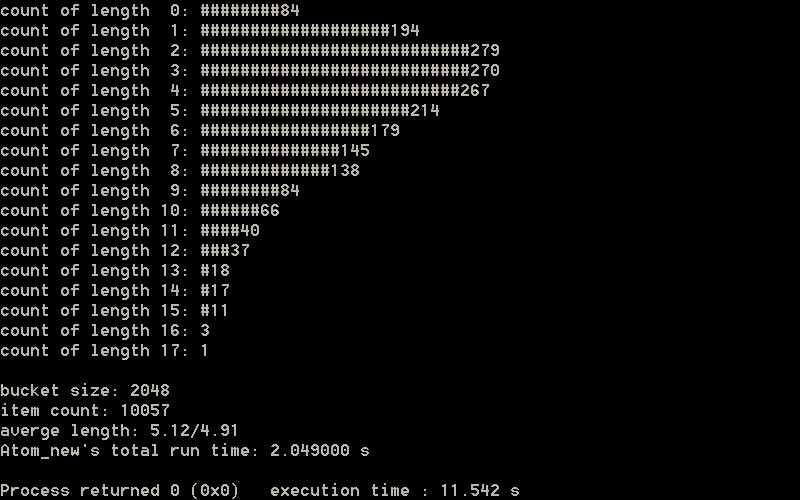 count of length  0: ########84
count of length  1: ###################194
count of length  2: ###########################279
count of length  3: ###########################270
count of length  4: ##########################267
count of length  5: #####################214
count of length  6: #################179
count of length  7: ##############145
count of length  8: #############138
count of length  9: ########84
count of length 10: ######66
count of length 11: ####40
count of length 12: ###37
count of length 13: #18
count of length 14: #17
count of length 15: #11
count of length 16: 3
count of length 17: 1
bucket size: 2048
item count: 10057
averge length: 5.12/4.91
Atom_new's total run time: 2.049000 s
Process returned 0 (0x0)   execution time : 11.542 s